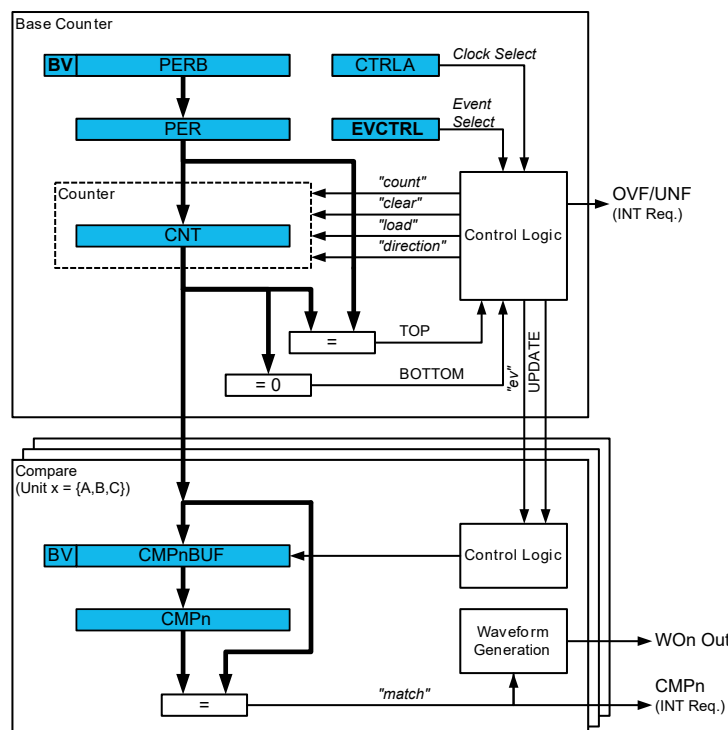 Base Counter
BV PERB
CTRLA
Clock Select
PER
EVCTRL
Event
Select
Counter
CNT
"count"
"clear"
"load"
"direction"
Control Logic
OVF/UNF
(INT Req.)
=
TOP
= 0
BOTTOM
"ev"
UPDATE
Compare
(Unit x = {A,B,C})
BV CMPnBUF
Control Logic
CMPn
Waveform
Generation
WOn Out
=
"match"
CMPn
(INT Req.)